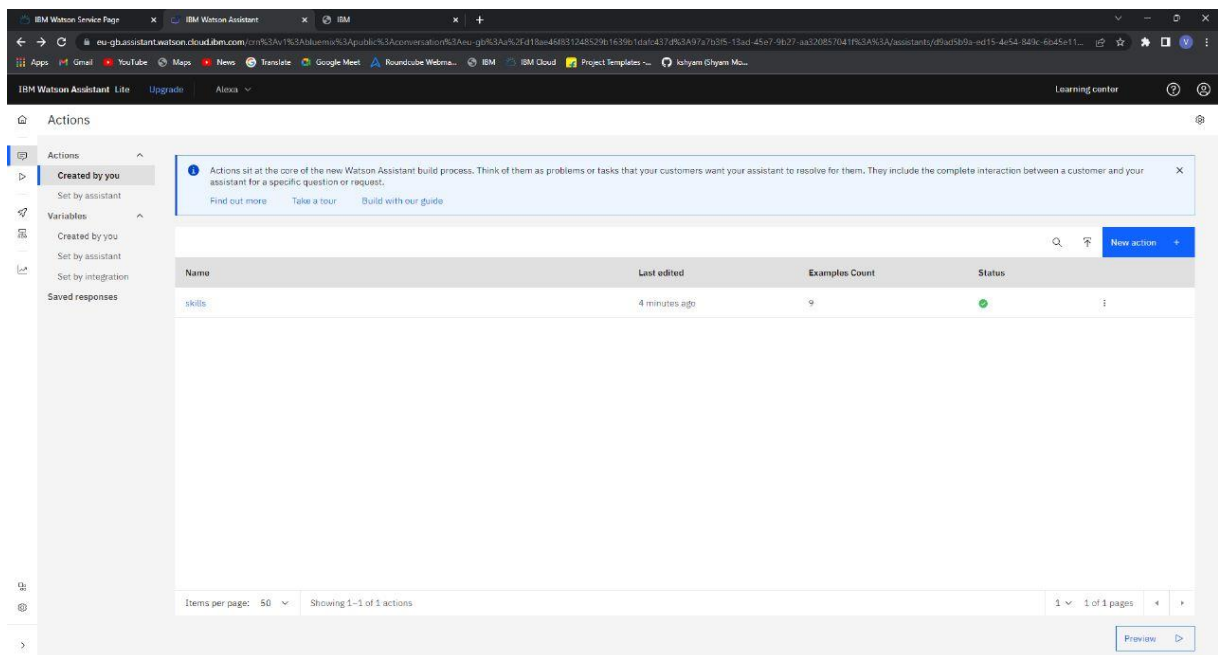 IBM Watson Service Page
IBM Watson Assistant
IBM
eu-gb.assistant.watson.cloud.ibm.com
Apps Gmail YouTube Maps News Translate Google Meet Roundcube Webma... IBM IBM Cloud Project Templates -... kshyam (Shyam Mo...
IBM Watson Assistant Lite Upgrade Alexa Learning center
Actions
Actions
Created by you
Set by assistant
Variables
Created by you
Set by assistant
Set by integration
Saved responses
Actions sit at the core of the new Watson Assistant build process. Think of them as problems or tasks that your customers want your assistant to resolve for them. They include the complete interaction between a customer and your
assistant for a specific question or request.
Find out more Take a tour Build with our guide
New action +
Name Last edited Examples Count Status
skills 4 minutes ago 9
Items per page: 50 Showing 1–1 of 1 actions 1 1 of 1 pages
Preview